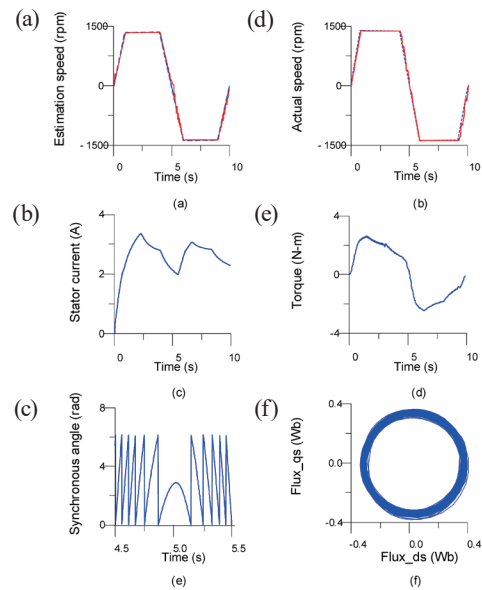 (a)
Estimation speed (rpm)
1500
0
- 1500
0
5
10
Time (s)
(a)
(d)
Actual speed (rpm)
1500
0
- 1500
0
5
10
Time (s)
(b)
(b)
Stator current (A)
4
2
0
0
5
10
Time (s)
(c)
(e)
Torque (N-m)
4
0
-4
0
5
10
Time (s)
(d)
(c)
Synchronous angle (rad)
8
4
0
4.5
5.0
5.5
Time (s)
(e)
(f)
Flux_qs (Wb)
0.4
0.0
-0.4
-0.4
0.0
0.4
Flux_ds (Wb)
(f)